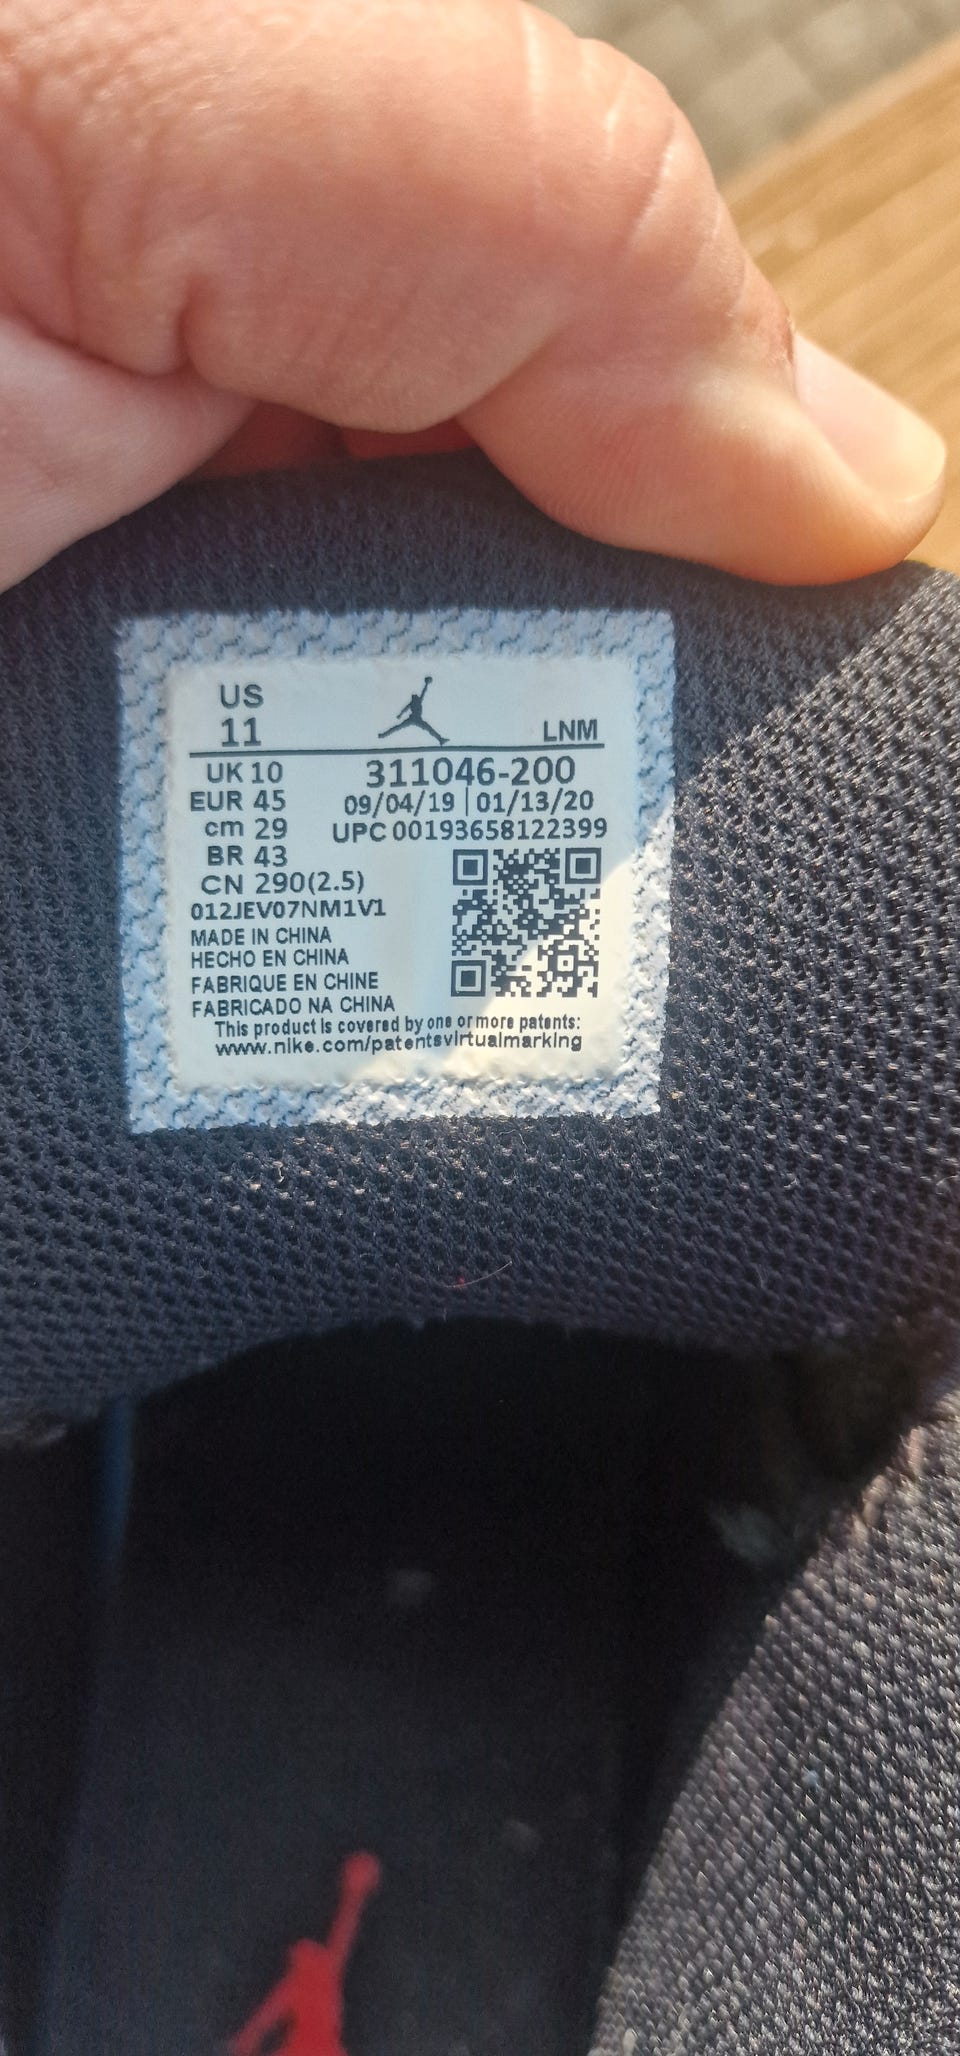 US
11
LNM
UK 10
311046-200
EUR 45
09/04/19 | 01/13/20
cm 29
UPC 00193658122399
BR 43
CN 290(2.5)
012JEV07NM1V1
MADE IN CHINA
HECHO EN CHINA
FABRIQUE EN CHINE
FABRICADO NA CHINA
This product is covered by one or more patents:
www.nike.com/patentsvirtualmarking